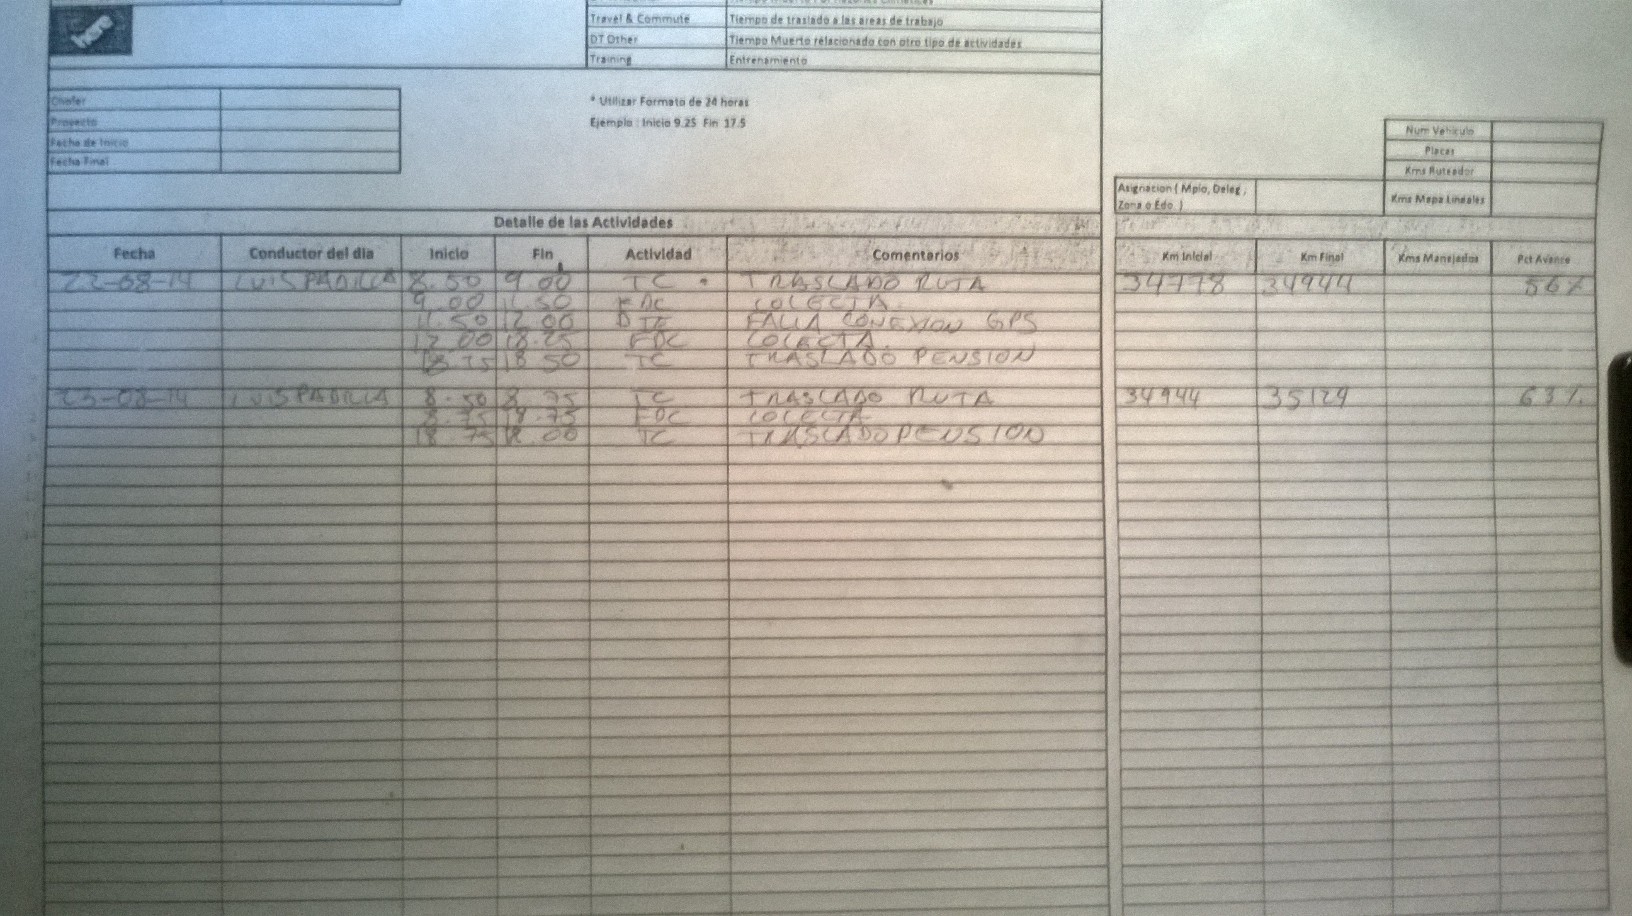 here
Travel & Commute Tiempo de traslado a las areas de trabajo
DT Other Tiempo Muerto relacionado con otro tipo de actividades
Training Entrenamiento
Chofer
Proyecto
Fecha de Inicio
Fecha Final
* Utilizar Formato de 24 horas
Ejemplo : Inicio 9.25 Fin 17.5
Num Vehiculo
Placas
Kms Ruteador
Asignacion ( Mpio, Deleg, Zona o Edo. )
Kms Mapa Lineales
Detalle de las Actividades
Fecha Conductor del dia Inicio Fin Actividad Comentarios Km Inicial Km Final Kms Manejados Pct Avance
22-08-14 LUIS PADILLA 8.50 9.00 TC TRASLADO RUTA 34778 34944 56%
9.00 11.50 FDC COLECTA.
11.50 12.00 FALLA CONEXION GPS
12.00 18.25 FDC COLECTA.
18.50 TC TRASLADO PENSION
23-08-14 LUIS PADILLA 8.50 8.75 TC TRASLADO RUTA 34944 35129 63%
8.75 FDC COLECTA
18.75 TC TRASLADO PENSION